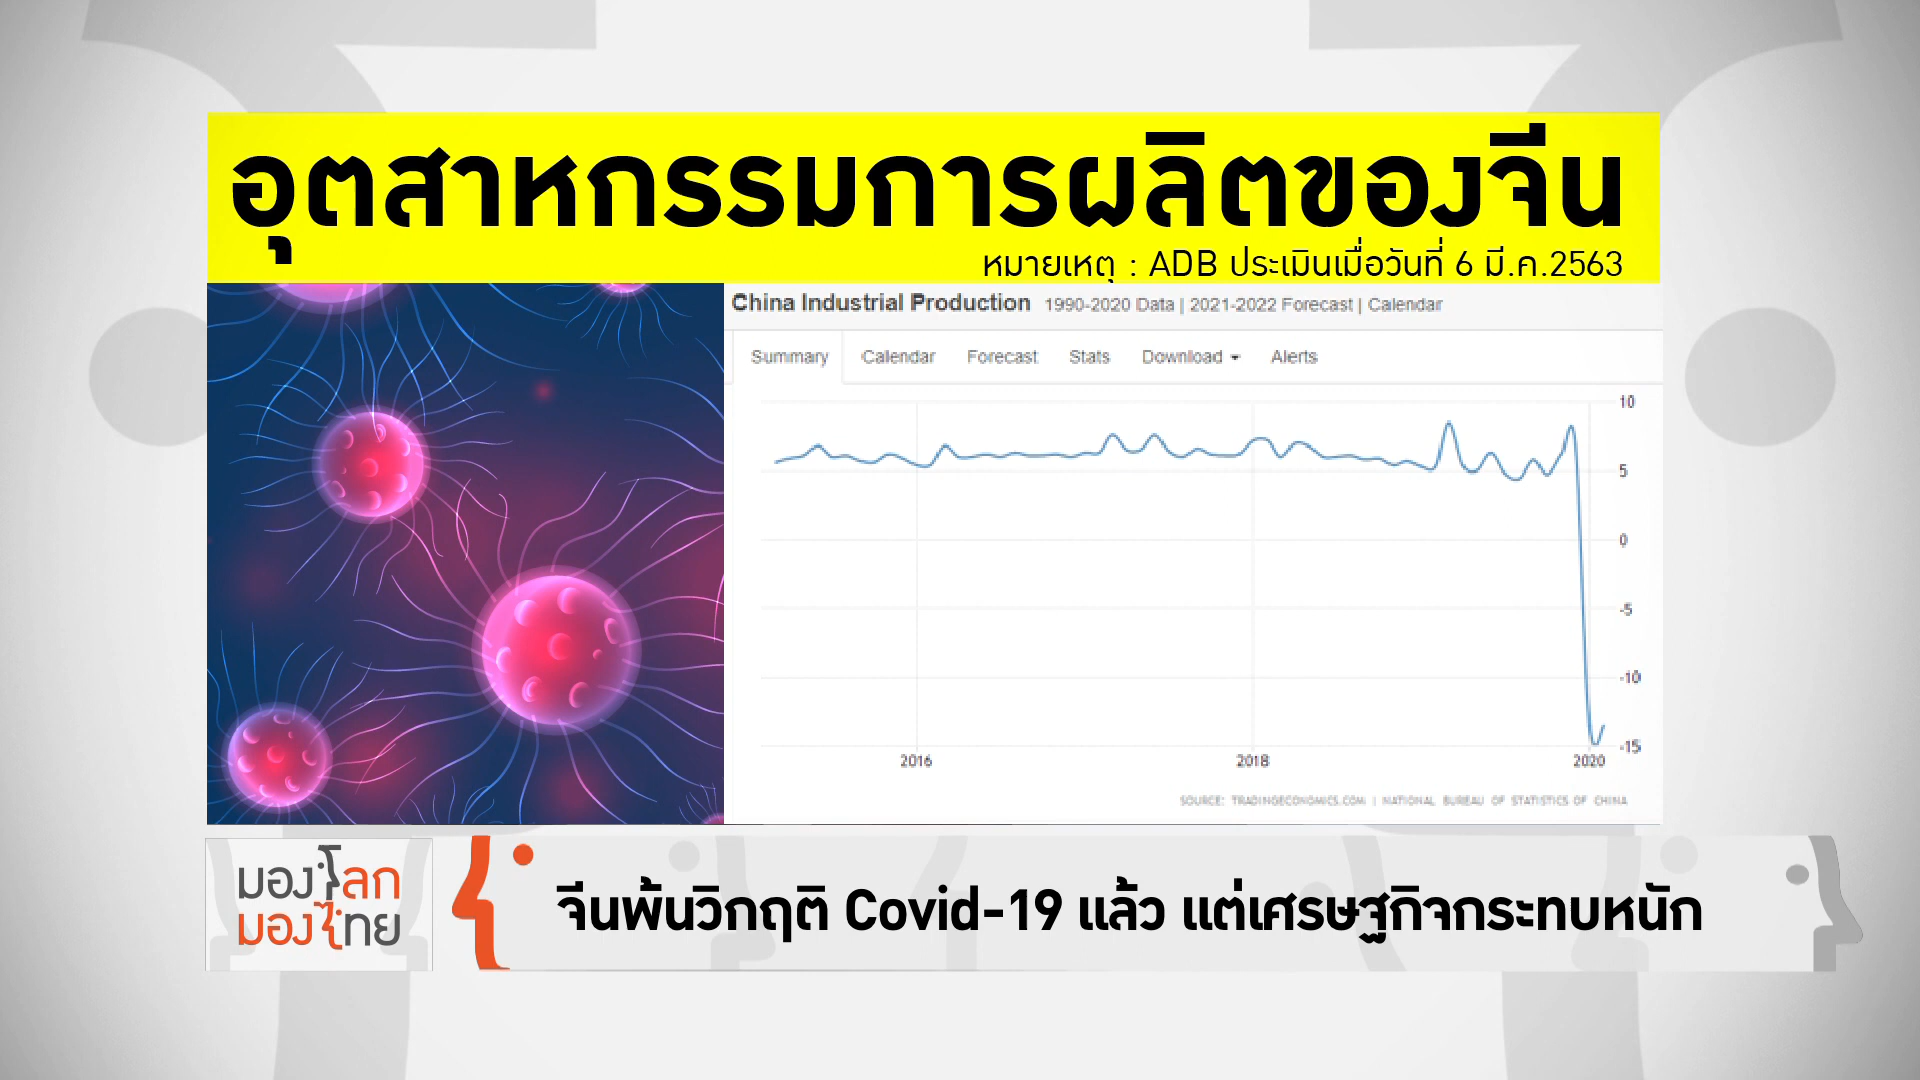 อุตสาหกรรมการผลิตของจีน
หมายเหตุ : ADB ประเมินเมื่อวันที่ 6 มี.ค.2563
China Industrial Production 1990-2020 Data | 2021-2022 Forecast | Calendar
Summary Calendar Forecast Stats Download Alerts
10
5
0
-5
-10
-15
2016 2018 2020
SOURCE: TRADINGECONOMICS.COM | NATIONAL BUREAU OF STATISTICS OF CHINA
มองโลก
มองไทย
จีนพ้นวิกฤติ Covid-19 แล้ว แต่เศรษฐกิจกระทบหนัก